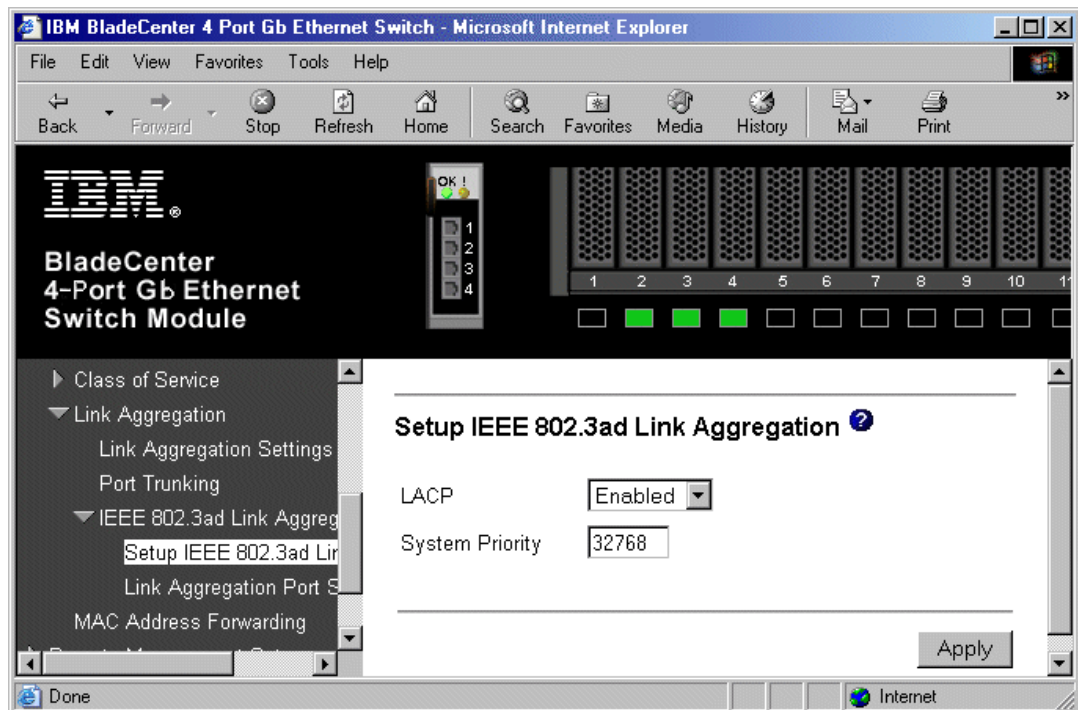 IBM BladeCenter 4 Port Gb Ethernet Switch - Microsoft Internet Explorer
File Edit View Favorites Tools Help
Back Forward Stop Refresh Home Search Favorites Media History Mail Print
IBM®
OK !
1
2
3
4
BladeCenter
4-Port Gb Ethernet
Switch Module
1 2 3 4 5 6 7 8 9 10 11
Class of Service
Link Aggregation
Link Aggregation Settings
Port Trunking
IEEE 802.3ad Link Aggreg
Setup IEEE 802.3ad Lin
Link Aggregation Port S
MAC Address Forwarding
Setup IEEE 802.3ad Link Aggregation ?
LACP Enabled
System Priority 32768
Apply
Done Internet